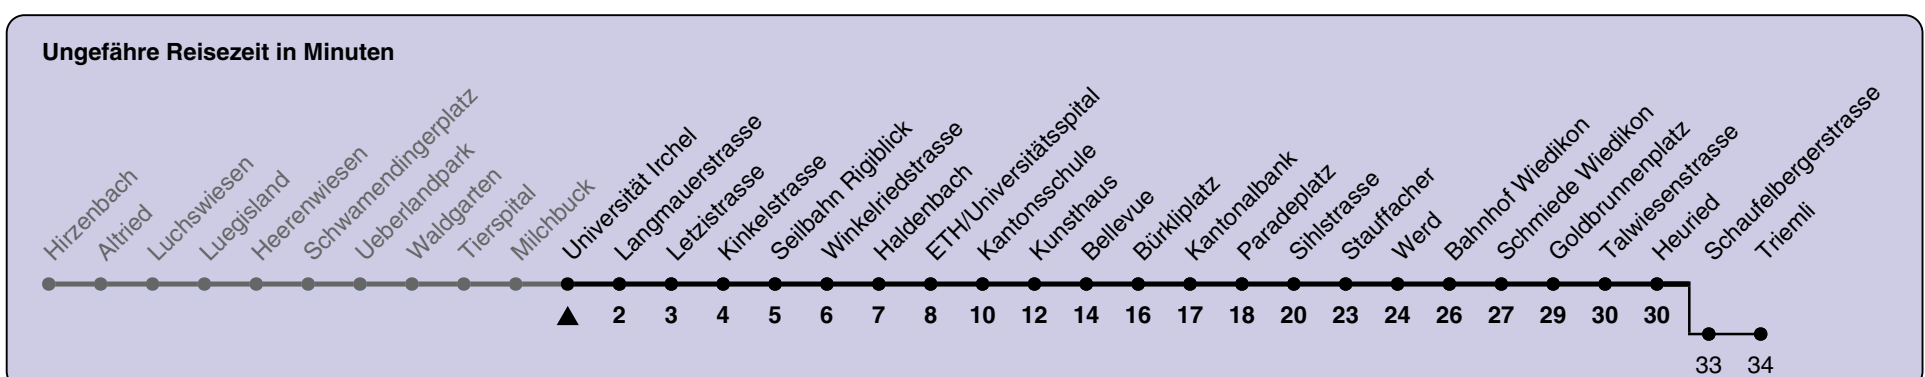 Ungefähre Reisezeit in Minuten
Hirzenbach
Altried
Luchswiesen
Luegisland
Heerenwiesen
Schwamendingerplatz
Ueberlandpark
Waldgarten
Tierspital
Milchbuck
Universität Irchel
Langmauerstrasse
Letzistrasse
Kinkelstrasse
Seilbahn Rigiblick
Winkelriedstrasse
Haldenbach
ETH/Universitätsspital
Kantonsschule
Kunsthaus
Bellevue
Bürkliplatz
Kantonalbank
Paradeplatz
Sihlstrasse
Stauffacher
Werd
Bahnhof Wiedikon
Schmiede Wiedikon
Goldbrunnenplatz
Talwiesenstrasse
Heuried
Schaufelbergerstrasse
Triemli
2 3 4 5 6 7 8 10 12 14 16 17 18 20 23 24 26 27 29 30 30
33 34